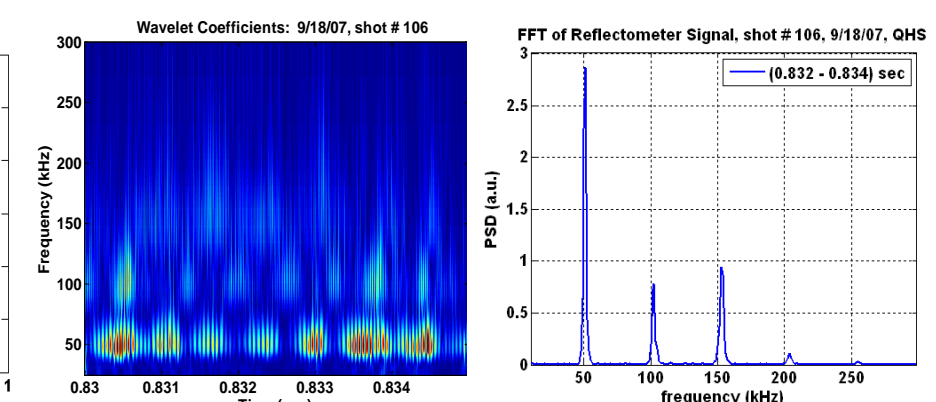 Wavelet Coefficients: 9/18/07, shot # 106
300
250
200
150
100
50
Frequency (kHz)
0.83 0.831 0.832 0.833 0.834
1
FFT of Reflectometer Signal, shot # 106, 9/18/07, QHS
(0.832 - 0.834) sec
3
2.5
2
1.5
1
0.5
0
PSD (a.u.)
50 100 150 200 250
frequency (kHz)